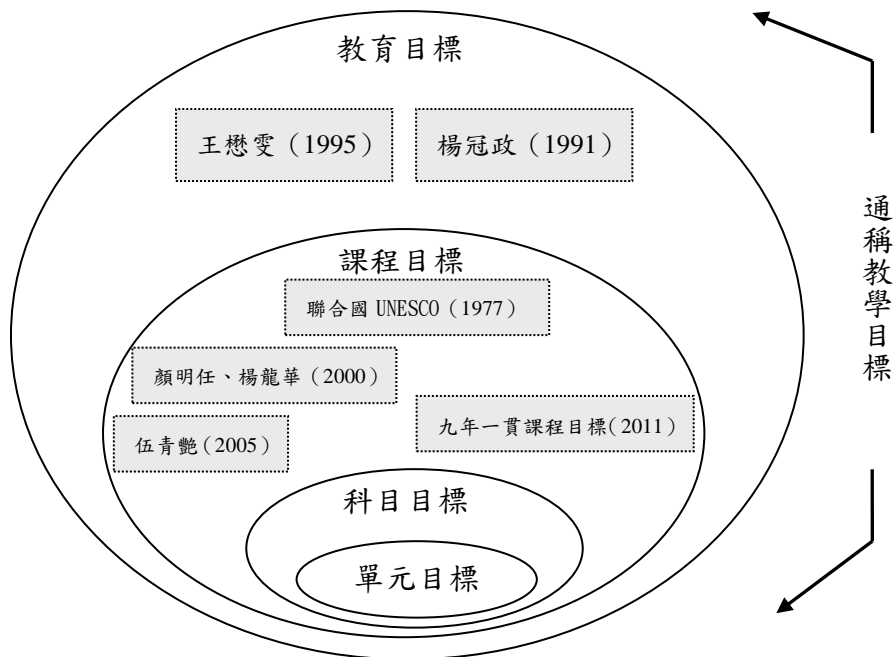 教育目標
王懋雯（1995）
楊冠政（1991）
課程目標
聯合國 UNESCO（1977）
顏明任、楊龍華（2000）
九年一貫課程目標(2011)
伍青艷(2005)
科目目標
單元目標
通稱教學目標